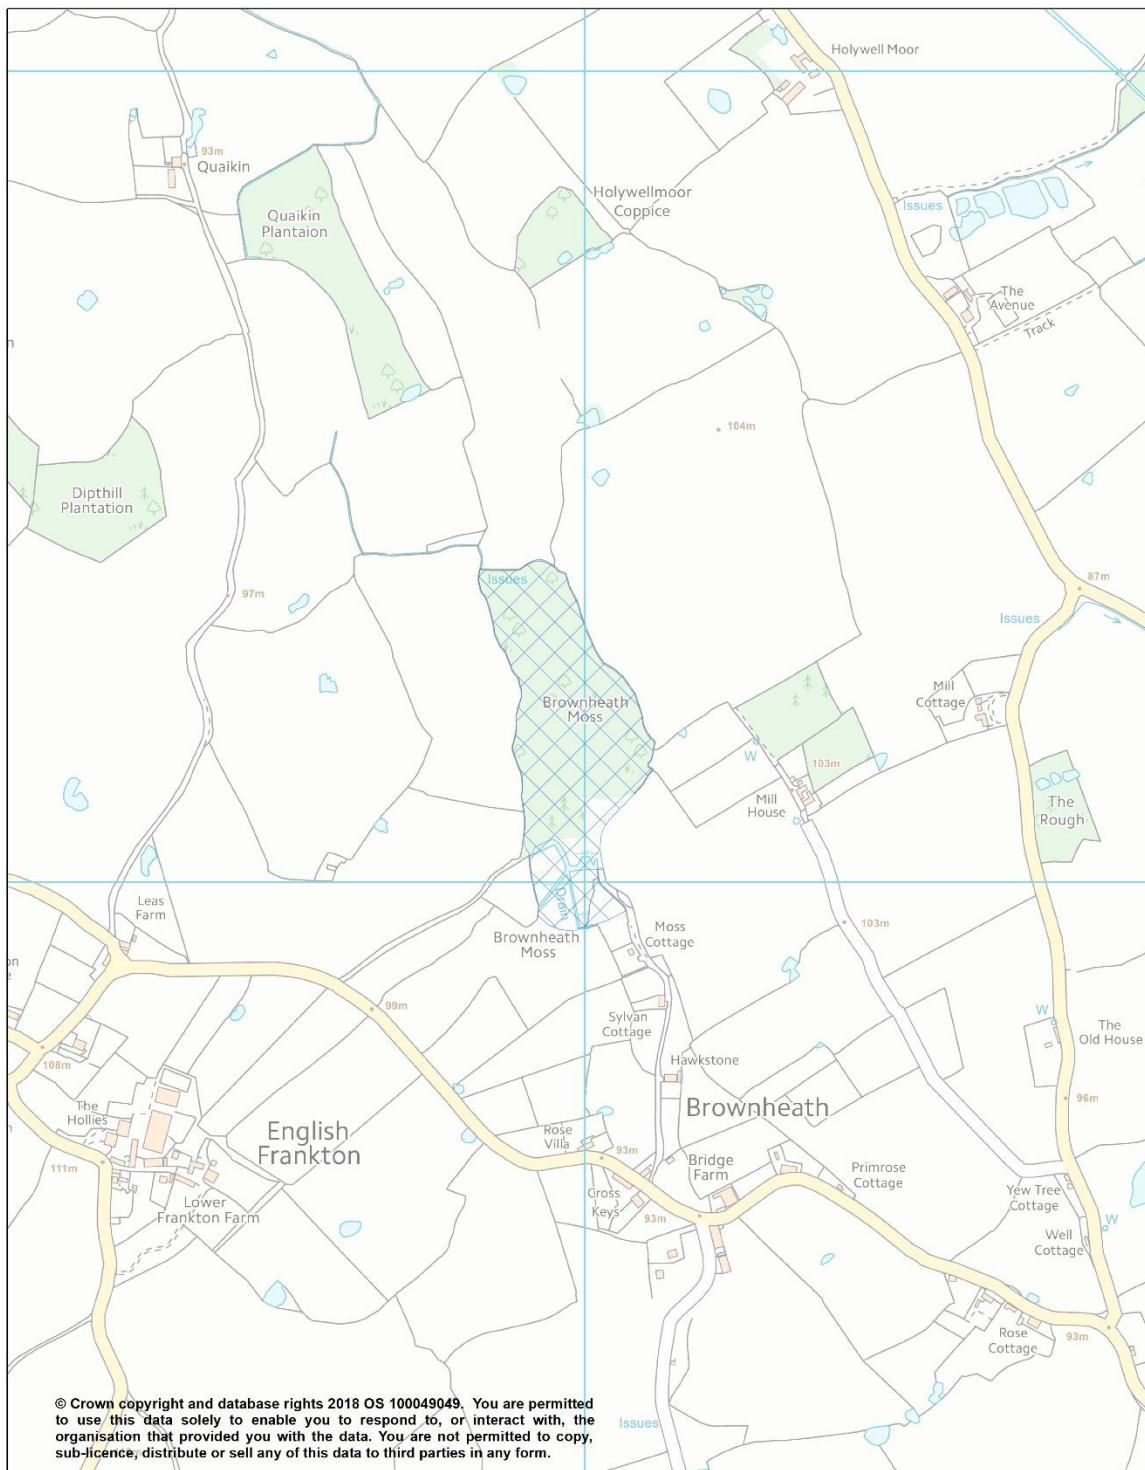 Holywell Moor
93m
Quaikin
Holywellmoor
Coppice
Issues
Quaikin
Plantaion
The
Avenue
Track
n
104m
Dipthill
Plantation
Issues
87m
97m
Issues
Mill
Cottage
Brownheath
Moss
W
103m
Mill
House
The
Rough
Leas
Farm
Drain
103m
Moss
Cottage
Brownheath
Moss
on
e
99m
Sylvan
Cottage
W
The
Old House
108m
Hawkstone
The
Hollies
English
Frankton
Brownheath
96m
Rose
Villa
93m
Bridge
Farm
111m
Primrose
Cottage
Cross
Keys
Yew Tree
Cottage
Lower
Frankton Farm
93m
W
Well
Cottage
n
Rose
Cottage
93m
© Crown copyright and database rights 2018 OS 100049049. You are permitted
to use this data solely to enable you to respond to, or interact with, the
organisation that provided you with the data. You are not permitted to copy,
sub-licence, distribute or sell any of this data to third parties in any form.
Issues